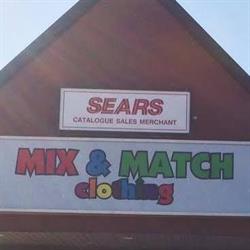 SEARS
CATALOGUE SALES MERCHANT
MIX & MATCH
clothing